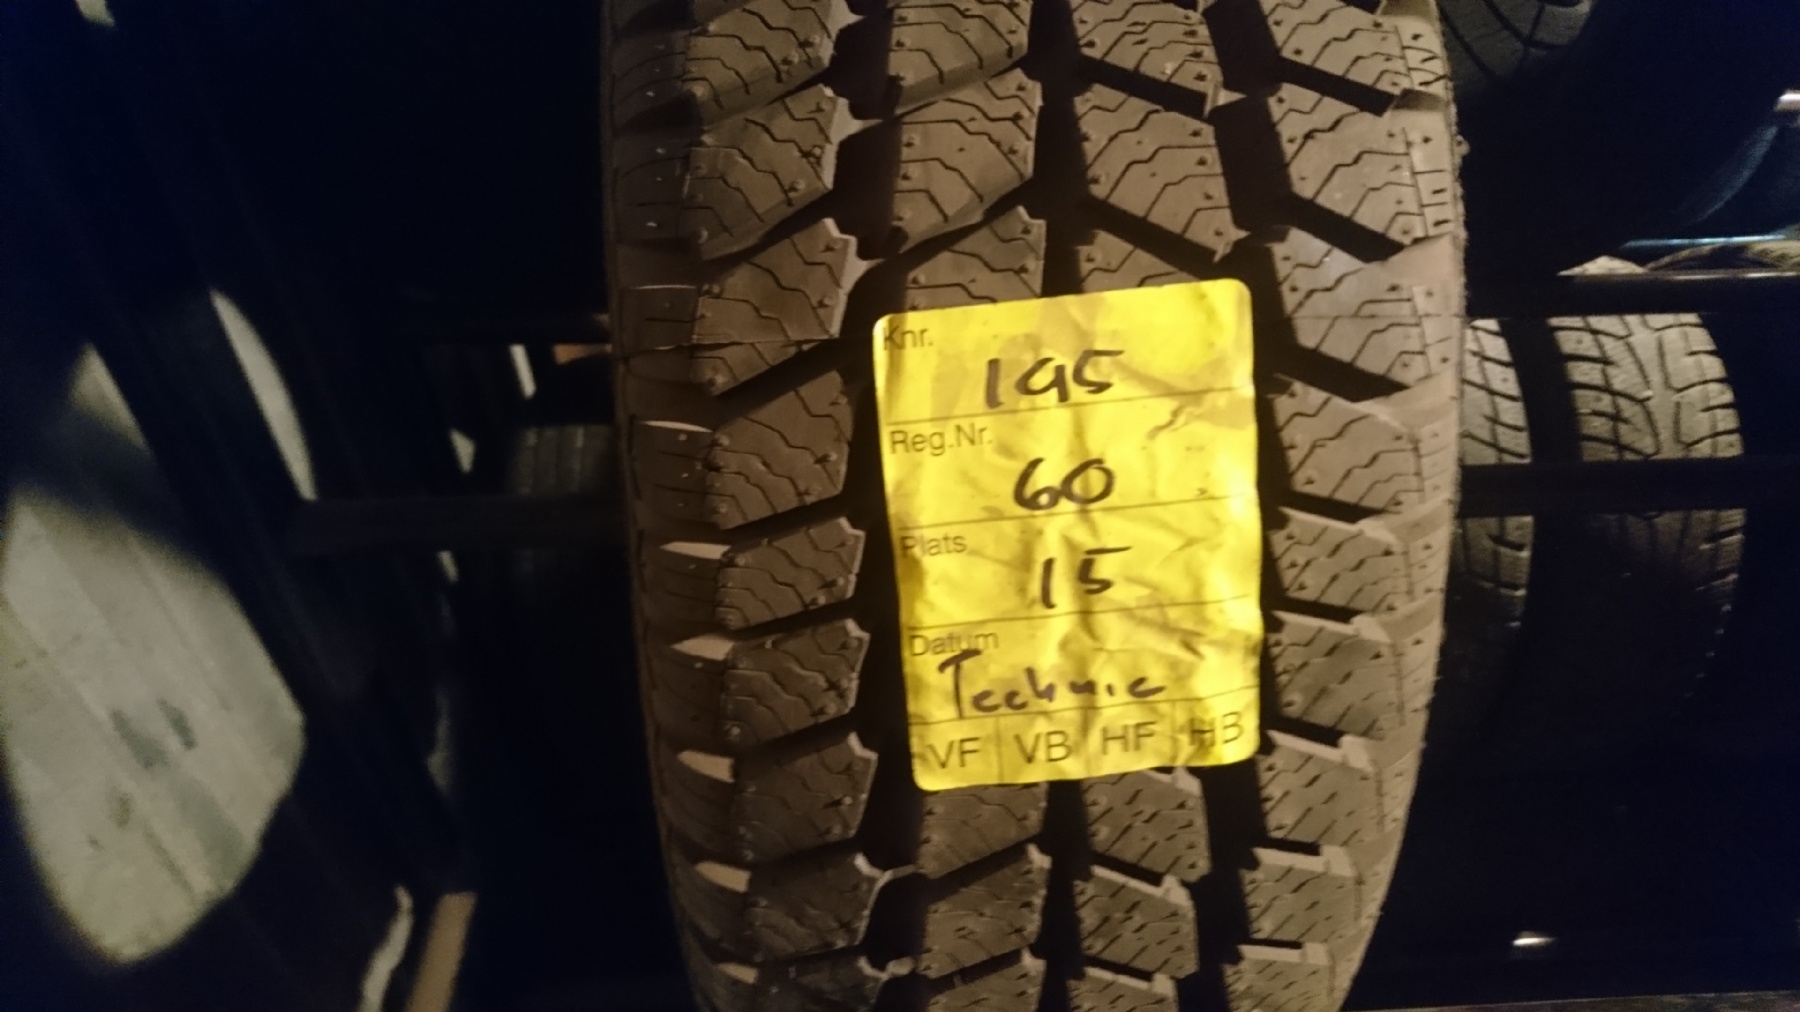 Knr.
195
Reg.Nr.
60
Plats
15
Datum
Technic
VF VB HF HB